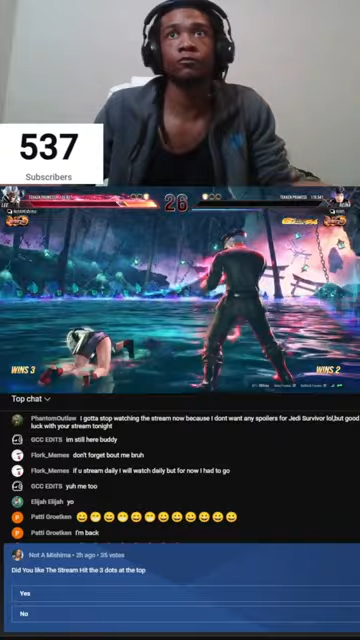 537
Subscribers
LEE
26
WINS 3
WINS 2
Top chat
PhantomOutlaw I gotta stop watching the stream now because I dont want any spoilers for Jedi Survivor lol,but good
luck with your stream tonight
GCC EDITS im still here buddy
Flork_Memes don't forget bout me bruh
Flork_Memes if u stream daily I will watch daily but for now I had to go
GCC EDITS yuh me too
Elijah Elijah yo
P Patti Groetken 😀😁😀😀😁😀😀😀😀😀😀😀😀
P Patti Groetken I'm back
Not A Mishima • 2h ago • 35 votes
Did You like The Stream Hit the 3 dots at the top
Yes
No